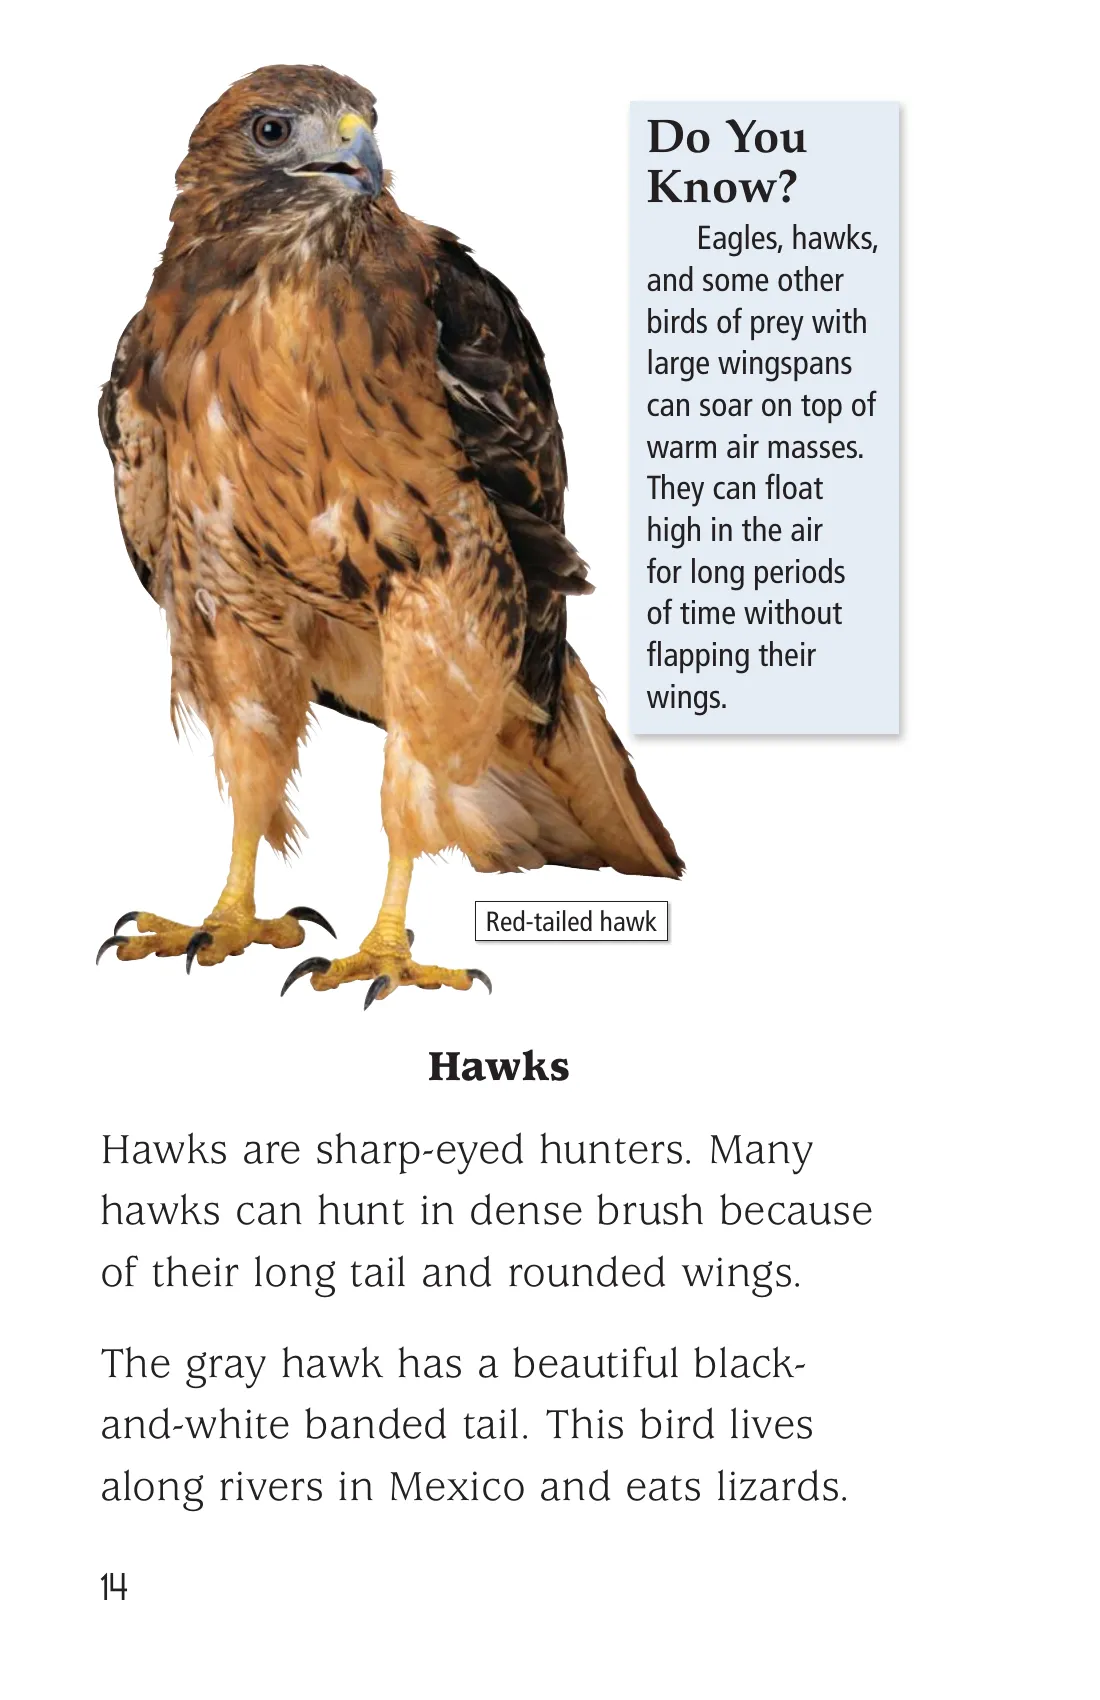 Do You
Know?
Eagles, hawks,
and some other
birds of prey with
large wingspans
can soar on top of
warm air masses.
They can float
high in the air
for long periods
of time without
flapping their
wings.
Red-tailed hawk
Hawks
Hawks are sharp-eyed hunters. Many
hawks can hunt in dense brush because
of their long tail and rounded wings.
The gray hawk has a beautiful black-
and-white banded tail. This bird lives
along rivers in Mexico and eats lizards.
14